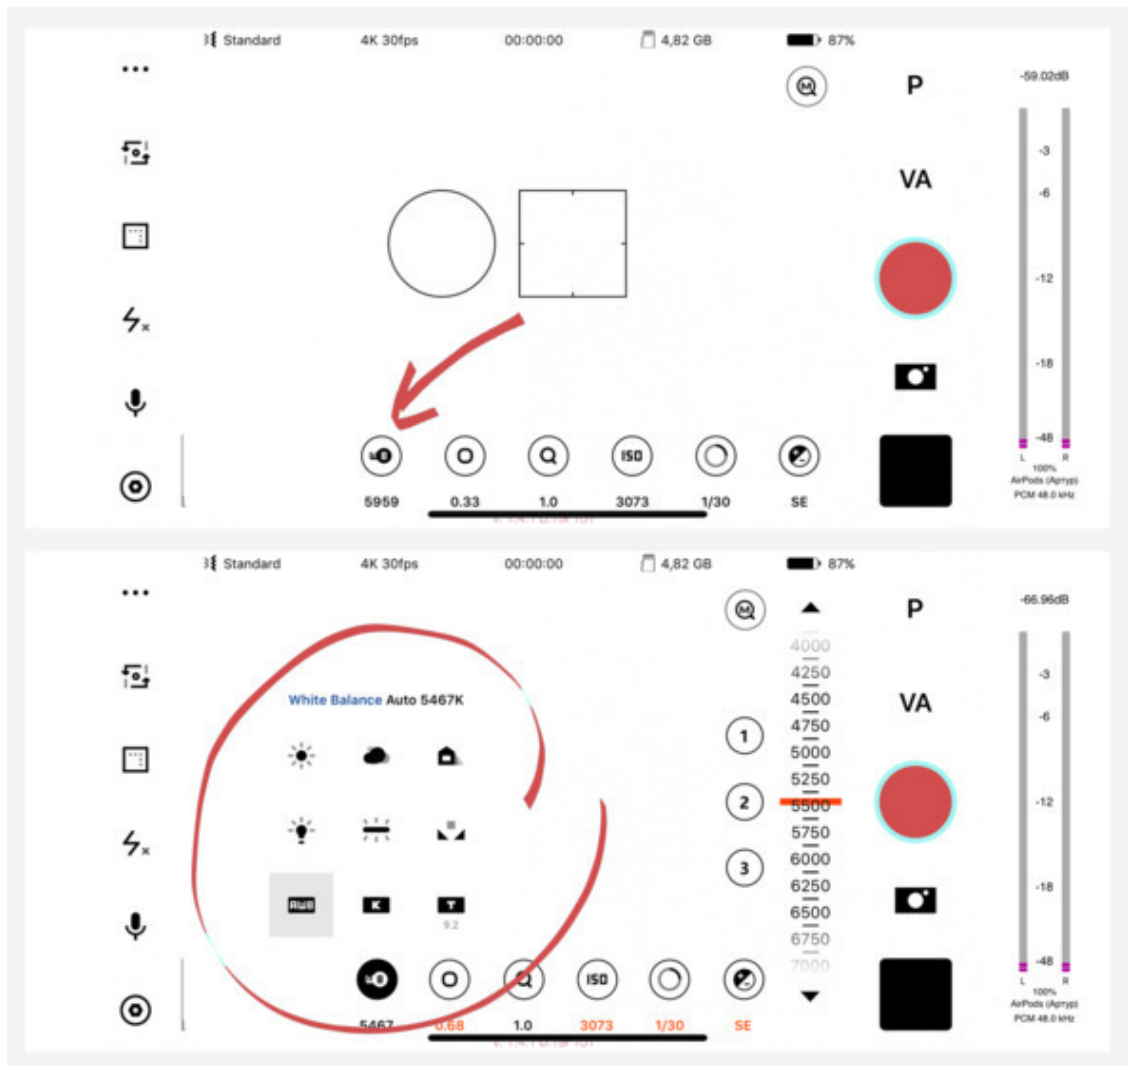 Standard 4K 30fps 00:00:00 4,82 GB 87%
P
-59.02dB
VA
-3
-6
-12
-18
-48
L R
100%
AirPods (Артур)
PCM 48.0 kHz
ISO
5959 0.33 1.0 3073 1/30 SE
Standard 4K 30fps 00:00:00 4,82 GB 87%
P
-66.96dB
VA
4000
4250
4500
4750
5000
5250
5500
5750
6000
6250
6500
6750
7000
1
2
3
White Balance Auto 5467K
AWB K T
9.2
-3
-6
-12
-18
-48
L R
100%
AirPods (Артур)
PCM 48.0 kHz
ISO
5467 0.68 1.0 3073 1/30 SE